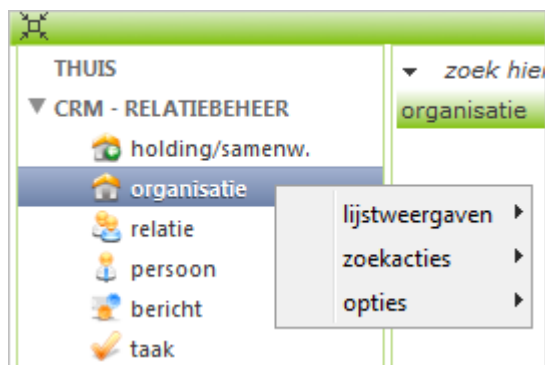 THUIS
CRM - RELATIEBEHEER
holding/samenw.
organisatie
relatie
persoon
bericht
taak
zoek hier
organisatie
lijstweergaven
zoekacties
opties